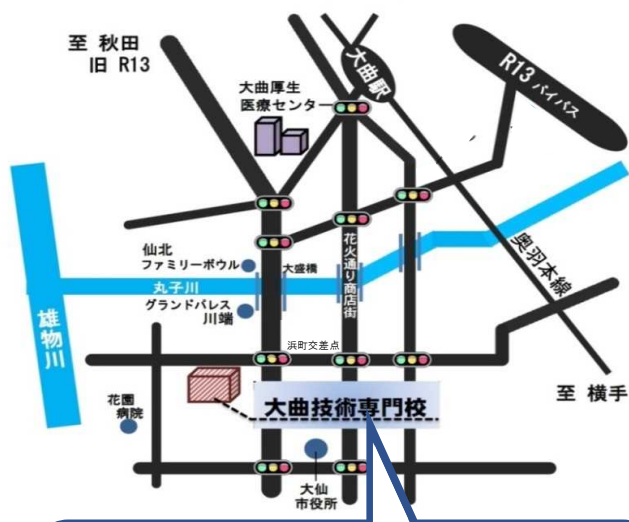 至 秋田
旧 R13
大曲厚生
医療センター
大曲駅
R13 バイパス
仙北
ファミリーボウル
大盛橋
花火通り商店街
丸子川
グランドパレス
川端
奥羽本線
雄物川
浜町交差点
至 横手
花園
病院
大曲技術専門校
大仙
市役所